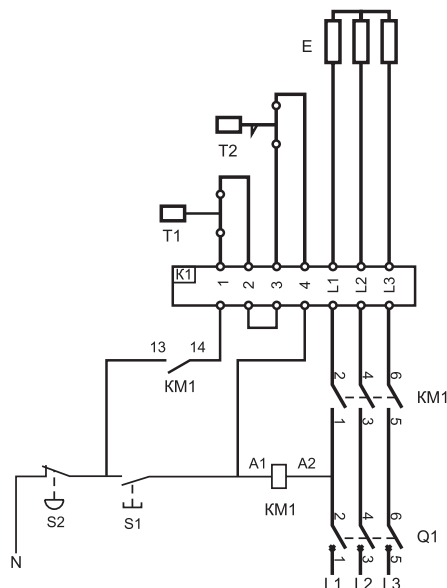 E
T2
T1
K1
1 2 3 4 L1 L2 L3
13 14
KM1
2 4 6
KM1
1 3 5
A1 A2
KM1
S2
S1
2 4 6
Q1
1 3 5
N
L1 L2 L3